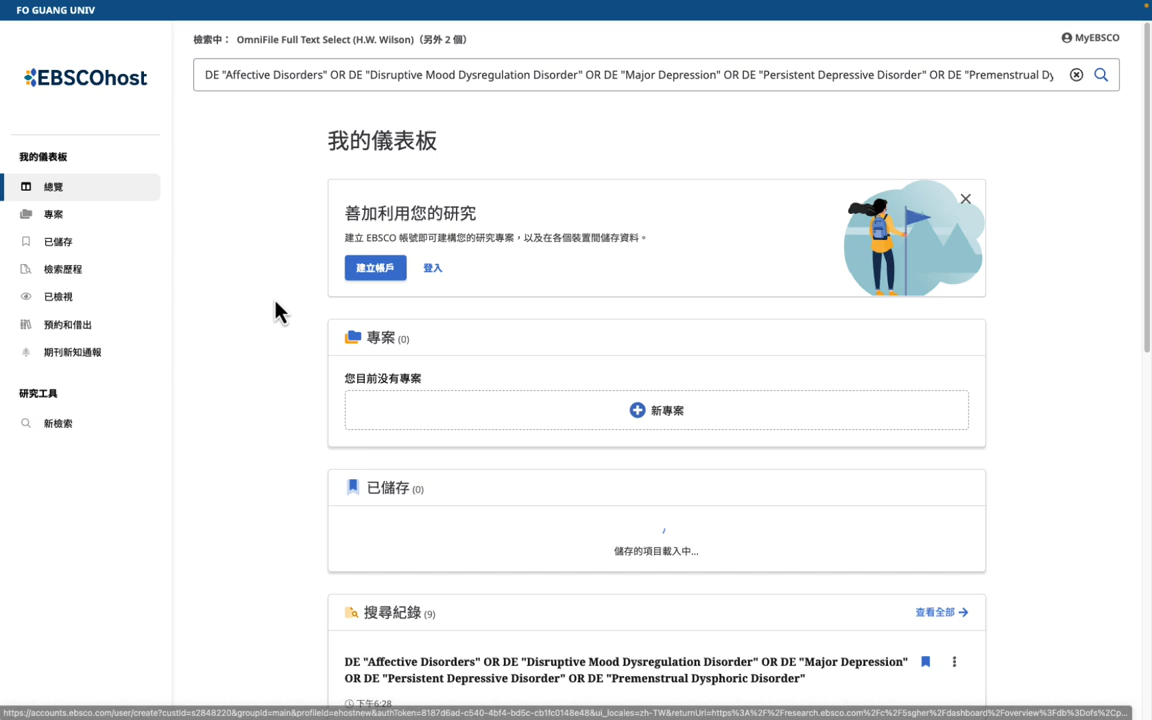 FO GUANG UNIV
檢索中： OmniFile Full Text Select (H.W. Wilson)（另外 2 個）
MyEBSCO
EBSCOhost
DE "Affective Disorders" OR DE "Disruptive Mood Dysregulation Disorder" OR DE "Major Depression" OR DE "Persistent Depressive Disorder" OR DE "Premenstrual Dy
我的儀表板
總覽
專案
已儲存
檢索歷程
已檢視
預約和借出
期刊新知通報
研究工具
新檢索
我的儀表板
善加利用您的研究
建立 EBSCO 帳號即可建構您的研究專案，以及在各個裝置間儲存資料。
建立帳戶
登入
專案 (0)
您目前没有專案
新專案
已儲存 (0)
儲存的項目載入中...
搜尋紀錄 (9)
查看全部
DE "Affective Disorders" OR DE "Disruptive Mood Dysregulation Disorder" OR DE "Major Depression"
OR DE "Persistent Depressive Disorder" OR DE "Premenstrual Dysphoric Disorder"
下午6:28